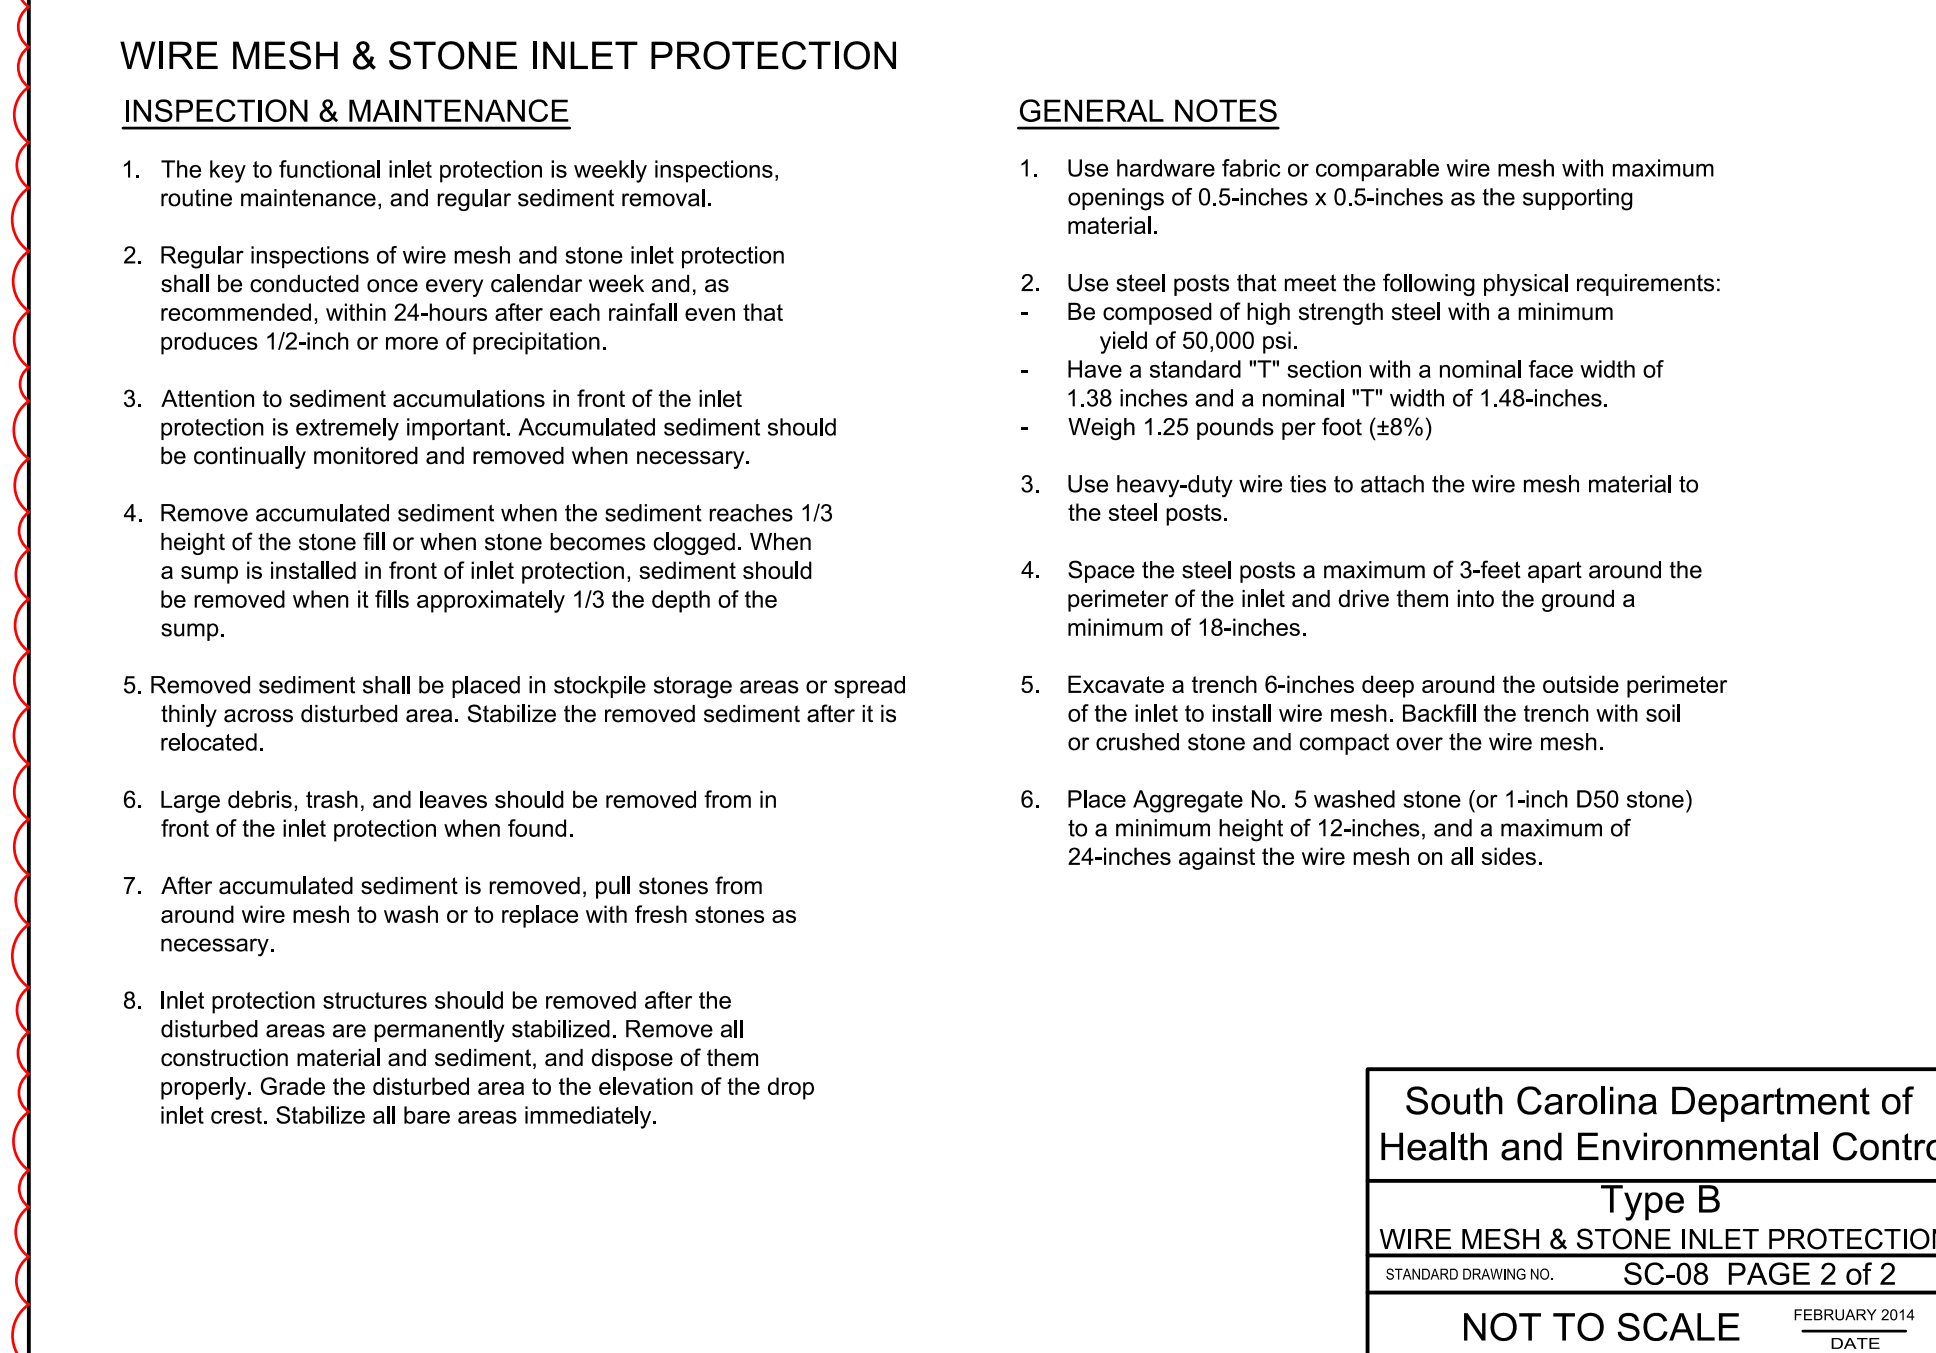 WIRE MESH & STONE INLET PROTECTION
INSPECTION & MAINTENANCE
1. The key to functional inlet protection is weekly inspections,
routine maintenance, and regular sediment removal.
2. Regular inspections of wire mesh and stone inlet protection
shall be conducted once every calendar week and, as
recommended, within 24-hours after each rainfall even that
produces 1/2-inch or more of precipitation.
3. Attention to sediment accumulations in front of the inlet
protection is extremely important. Accumulated sediment should
be continually monitored and removed when necessary.
4. Remove accumulated sediment when the sediment reaches 1/3
height of the stone fill or when stone becomes clogged. When
a sump is installed in front of inlet protection, sediment should
be removed when it fills approximately 1/3 the depth of the
sump.
5. Removed sediment shall be placed in stockpile storage areas or spread
thinly across disturbed area. Stabilize the removed sediment after it is
relocated.
6. Large debris, trash, and leaves should be removed from in
front of the inlet protection when found.
7. After accumulated sediment is removed, pull stones from
around wire mesh to wash or to replace with fresh stones as
necessary.
8. Inlet protection structures should be removed after the
disturbed areas are permanently stabilized. Remove all
construction material and sediment, and dispose of them
properly. Grade the disturbed area to the elevation of the drop
inlet crest. Stabilize all bare areas immediately.
GENERAL NOTES
1. Use hardware fabric or comparable wire mesh with maximum
openings of 0.5-inches x 0.5-inches as the supporting
material.
2. Use steel posts that meet the following physical requirements:
- Be composed of high strength steel with a minimum
yield of 50,000 psi.
- Have a standard "T" section with a nominal face width of
1.38 inches and a nominal "T" width of 1.48-inches.
- Weigh 1.25 pounds per foot (±8%)
3. Use heavy-duty wire ties to attach the wire mesh material to
the steel posts.
4. Space the steel posts a maximum of 3-feet apart around the
perimeter of the inlet and drive them into the ground a
minimum of 18-inches.
5. Excavate a trench 6-inches deep around the outside perimeter
of the inlet to install wire mesh. Backfill the trench with soil
or crushed stone and compact over the wire mesh.
6. Place Aggregate No. 5 washed stone (or 1-inch D50 stone)
to a minimum height of 12-inches, and a maximum of
24-inches against the wire mesh on all sides.
South Carolina Department of
Health and Environmental Contro
Type B
WIRE MESH & STONE INLET PROTECTION
STANDARD DRAWING NO. SC-08 PAGE 2 of 2
NOT TO SCALE
FEBRUARY 2014
DATE